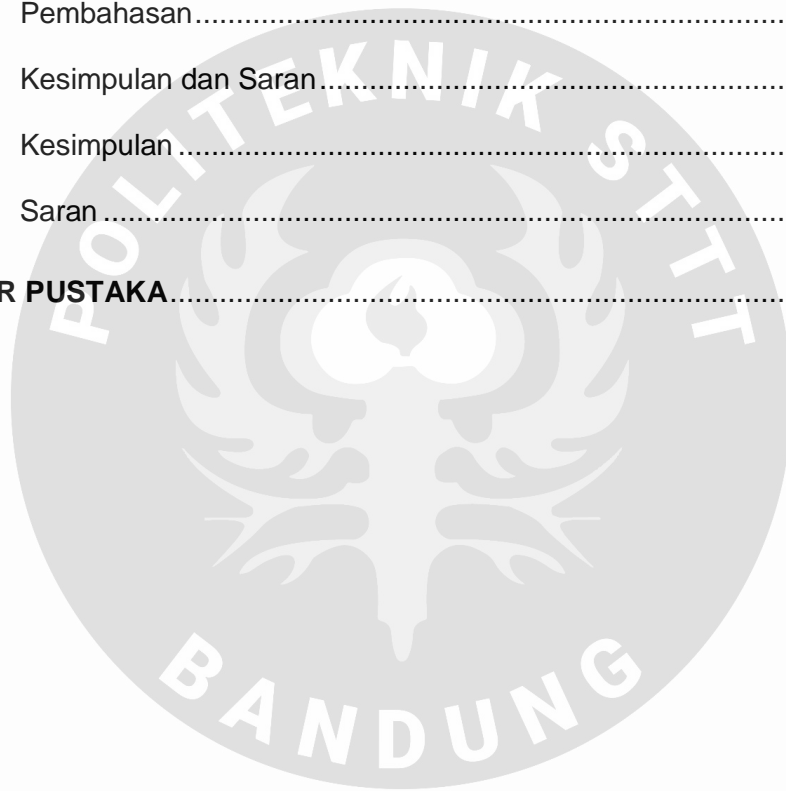 Pembahasan........................................................................
Kesimpulan dan Saran........................................................
Kesimpulan..........................................................................
Saran...................................................................................
R PUSTAKA.........................................................................
POLITEKNIK STTT
BANDUNG